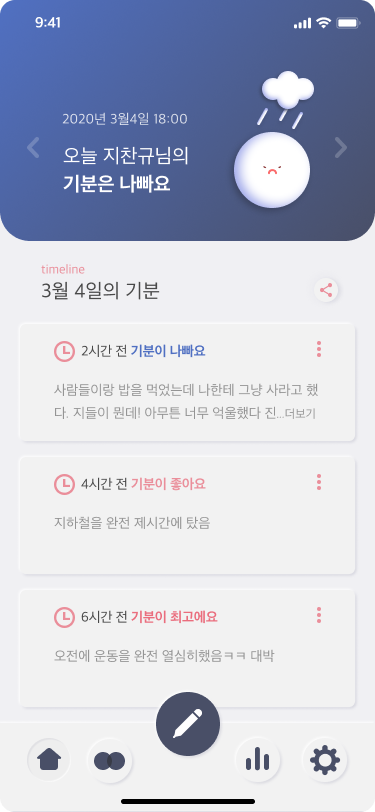 9:41
2020년 3월4일 18:00
오늘 지찬규님의
기분은 나빠요
timeline
3월 4일의 기분
2시간 전 기분이 나빠요
사람들이랑 밥을 먹었는데 나한테 그냥 사라고 했
다. 지들이 뭔데! 아무튼 너무 억울했다 진...더보기
4시간 전 기분이 좋아요
지하철을 완전 제시간에 탔음
6시간 전 기분이 최고에요
오전에 운동을 완전 열심히했음ㅋㅋ 대박